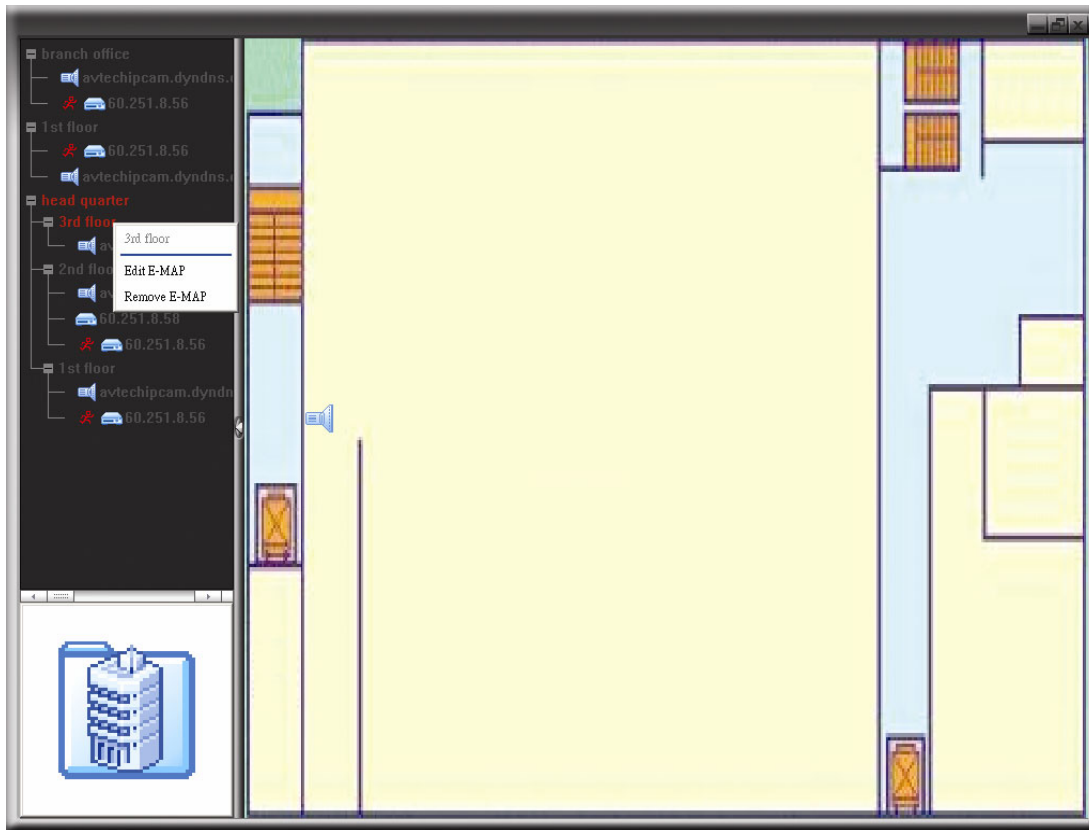 branch office
avtechipcam.dyndns.
60.251.8.56
1st floor
60.251.8.56
avtechipcam.dyndns.
head quarter
3rd floor
av
2nd floo
av
60.251.8.58
60.251.8.56
1st floor
avtechipcam.dyndn
60.251.8.56
3rd floor
Edit E-MAP
Remove E-MAP